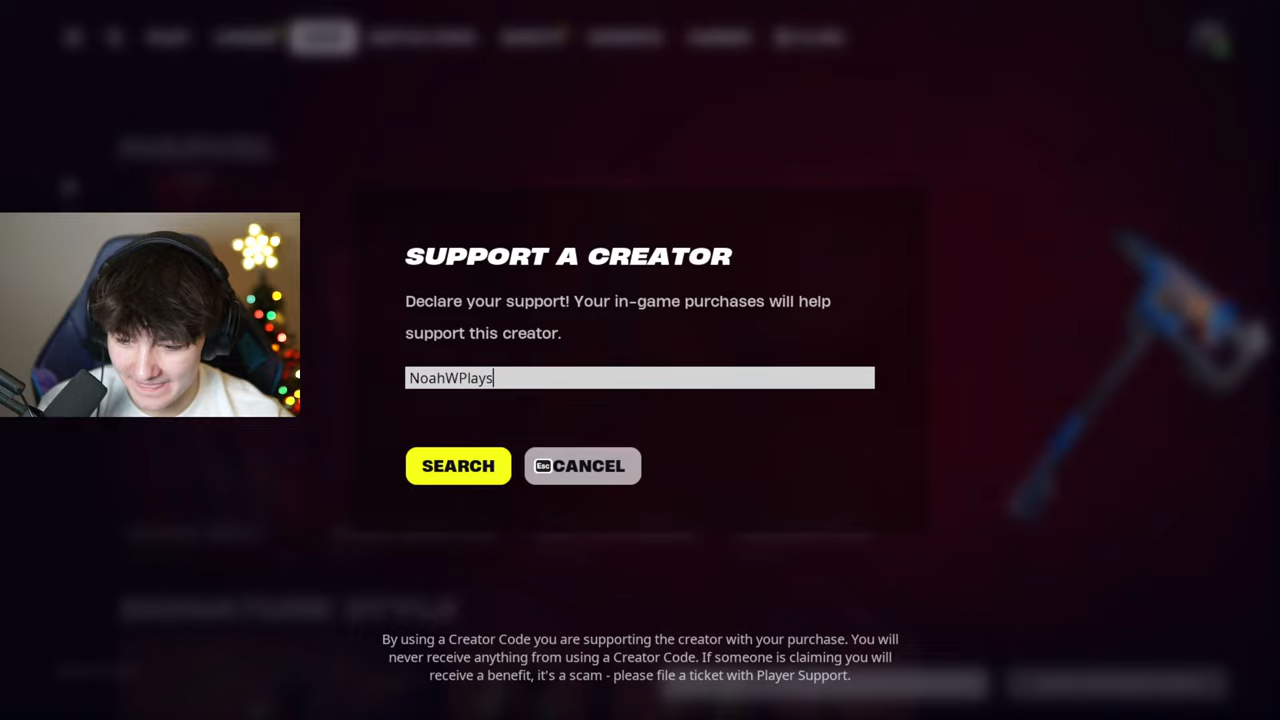 SUPPORT A CREATOR
Declare your support! Your in-game purchases will help
support this creator.
NoahWPlays
SEARCH
Esc CANCEL
By using a Creator Code you are supporting the creator with your purchase. You will
never receive anything from using a Creator Code. If someone is claiming you will
receive a benefit, it's a scam - please file a ticket with Player Support.